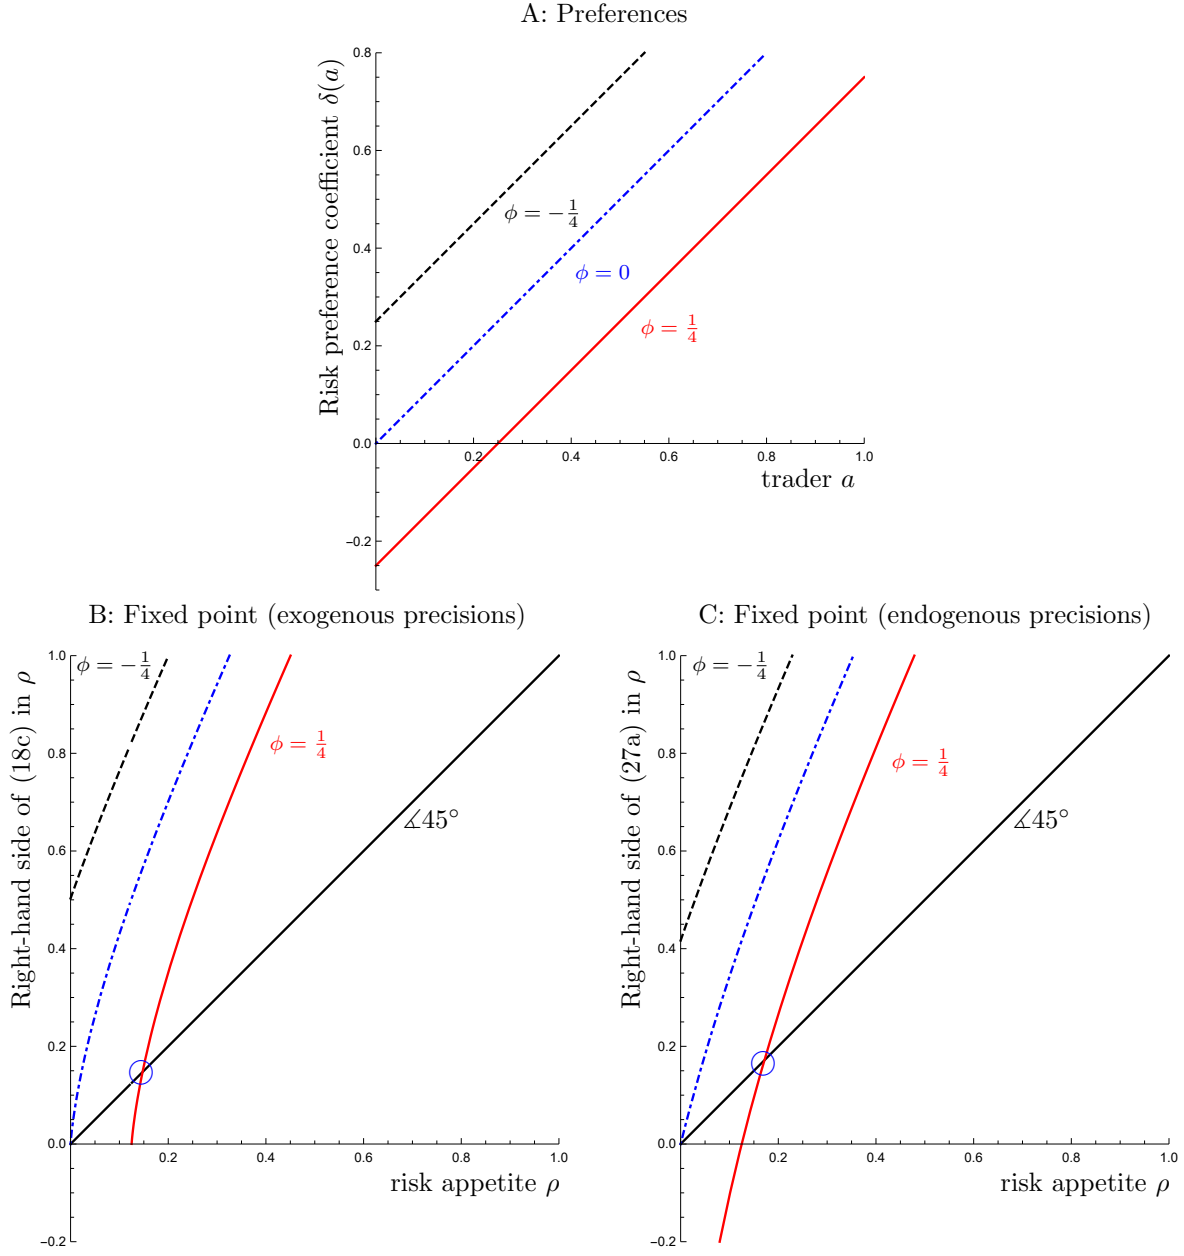 A: Preferences
Risk preference coefficient δ(a)
0.8
0.6
0.4
0.2
0.0
−0.2
0.2 0.4 0.6 0.8 1.0
trader a
ϕ = −1/4
ϕ = 0
ϕ = 1/4
B: Fixed point (exogenous precisions)
Right-hand side of (18c) in ρ
1.0
0.8
0.6
0.4
0.2
0.0
−0.2
0.2 0.4 0.6 0.8 1.0
risk appetite ρ
ϕ = −1/4
ϕ = 1/4
∡45°
C: Fixed point (endogenous precisions)
Right-hand side of (27a) in ρ
1.0
0.8
0.6
0.4
0.2
0.0
−0.2
0.2 0.4 0.6 0.8 1.0
risk appetite ρ
ϕ = −1/4
ϕ = 1/4
∡45°